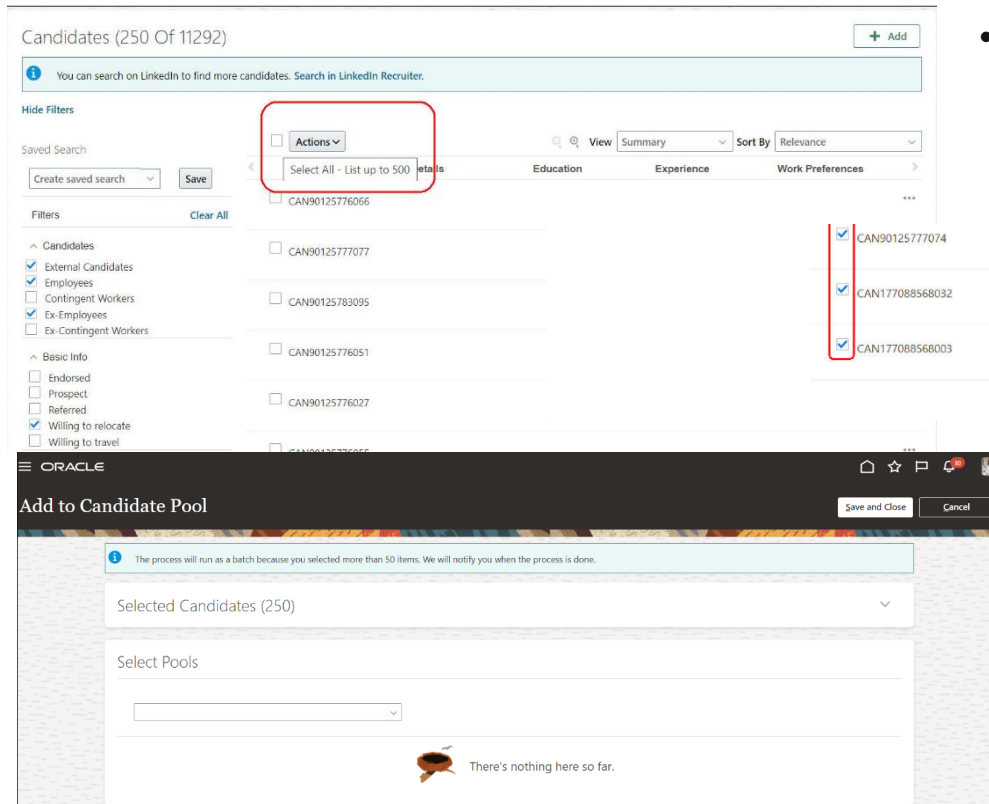 Candidates (250 Of 11292)
+ Add
You can search on LinkedIn to find more candidates. Search in LinkedIn Recruiter.
Hide Filters
Saved Search
Create saved search
Save
Filters
Clear All
Candidates
External Candidates
Employees
Contingent Workers
Ex-Employees
Ex-Contingent Workers
Basic Info
Endorsed
Prospect
Referred
Willing to relocate
Willing to travel
Actions
View Summary Sort By Relevance
Select All - List up to 500
Education Experience Work Preferences
CAN90125776066
CAN90125777077
CAN90125783095
CAN90125776051
CAN90125776027
CAN90125777074
CAN177088568032
CAN177088568003
ORACLE
30
Add to Candidate Pool
Save and Close
Cancel
The process will run as a batch because you selected more than 50 items. We will notify you when the process is done.
Selected Candidates (250)
Select Pools
There's nothing here so far.